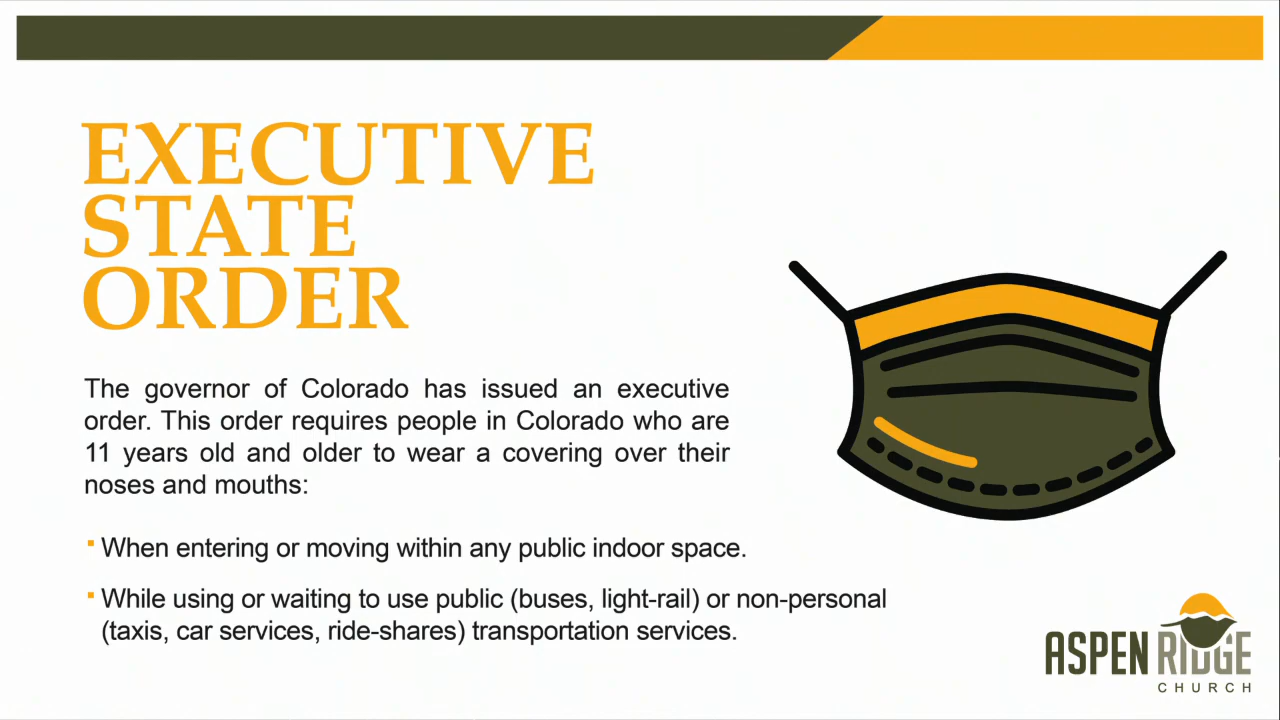 EXECUTIVE
STATE
ORDER
The governor of Colorado has issued an executive
order. This order requires people in Colorado who are
11 years old and older to wear a covering over their
noses and mouths:
When entering or moving within any public indoor space.
While using or waiting to use public (buses, light-rail) or non-personal
(taxis, car services, ride-shares) transportation services.
ASPEN RIDGE
CHURCH